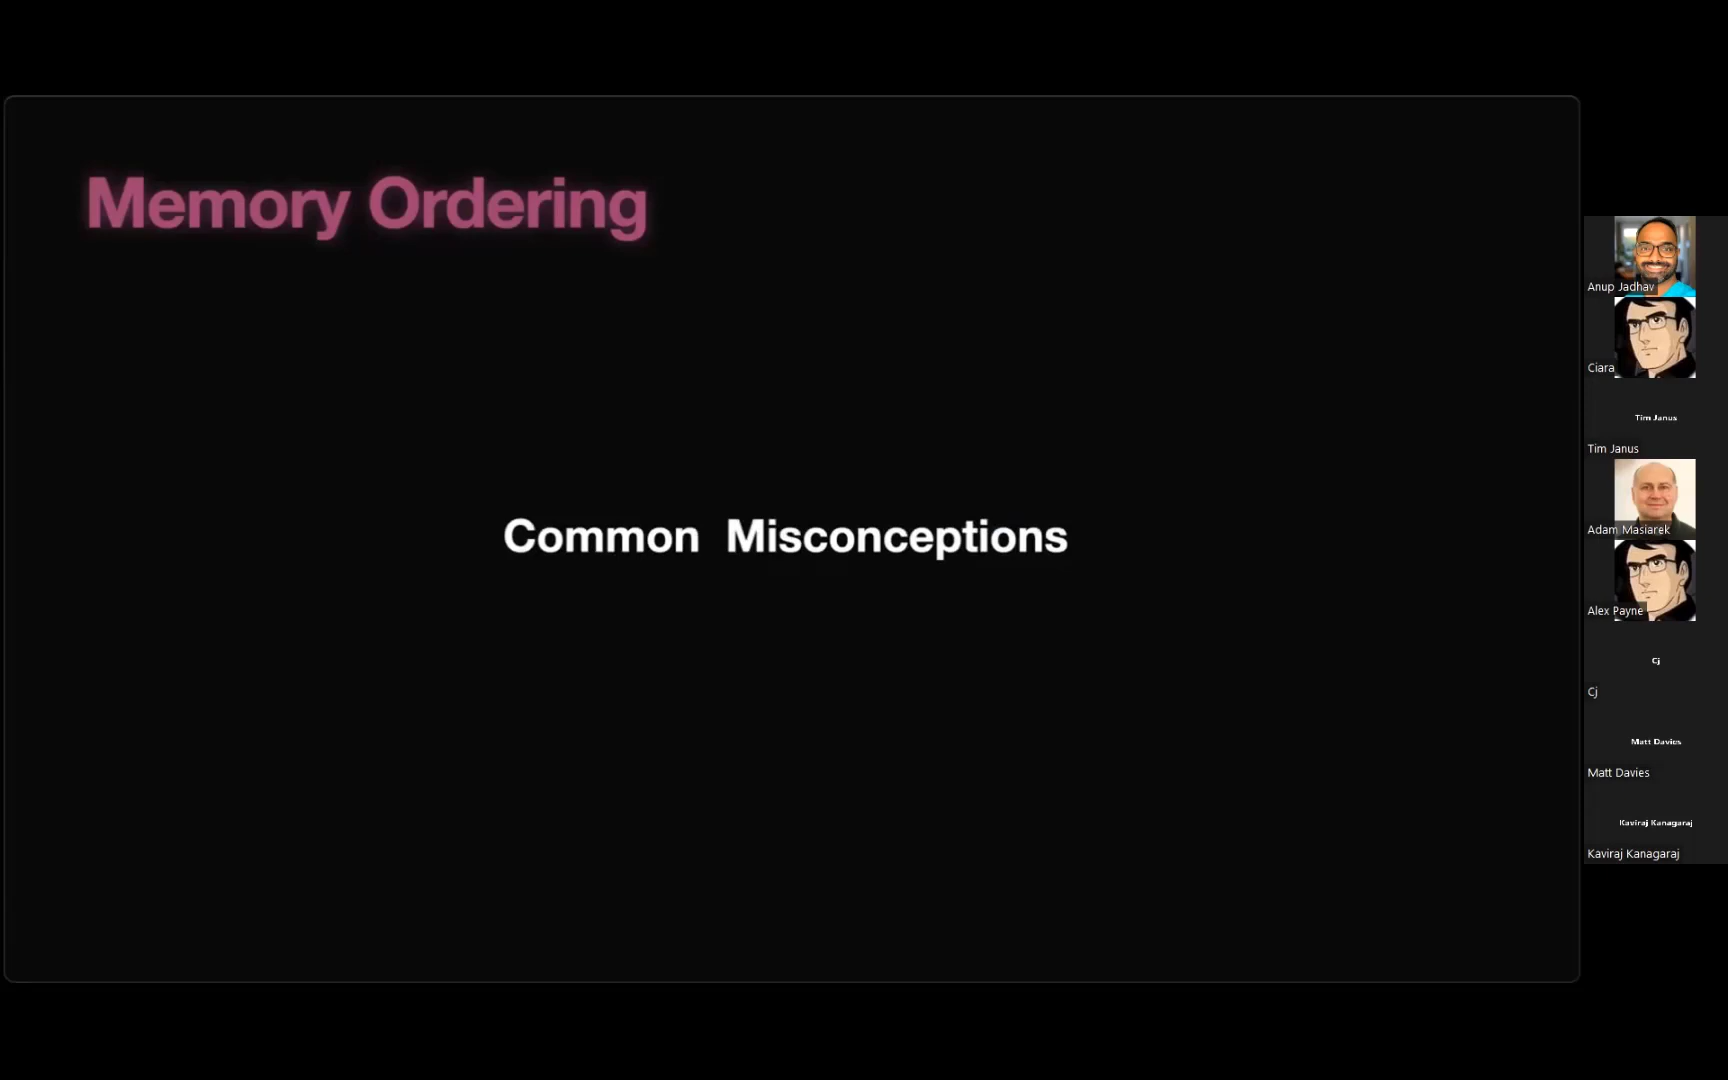 Memory Ordering
Common Misconceptions
Anup Jadhav
Ciara
Tim Janus
Tim Janus
Adam Masiarek
Alex Payne
Cj
Cj
Matt Davies
Matt Davies
Kaviraj Kanagaraj
Kaviraj Kanagaraj